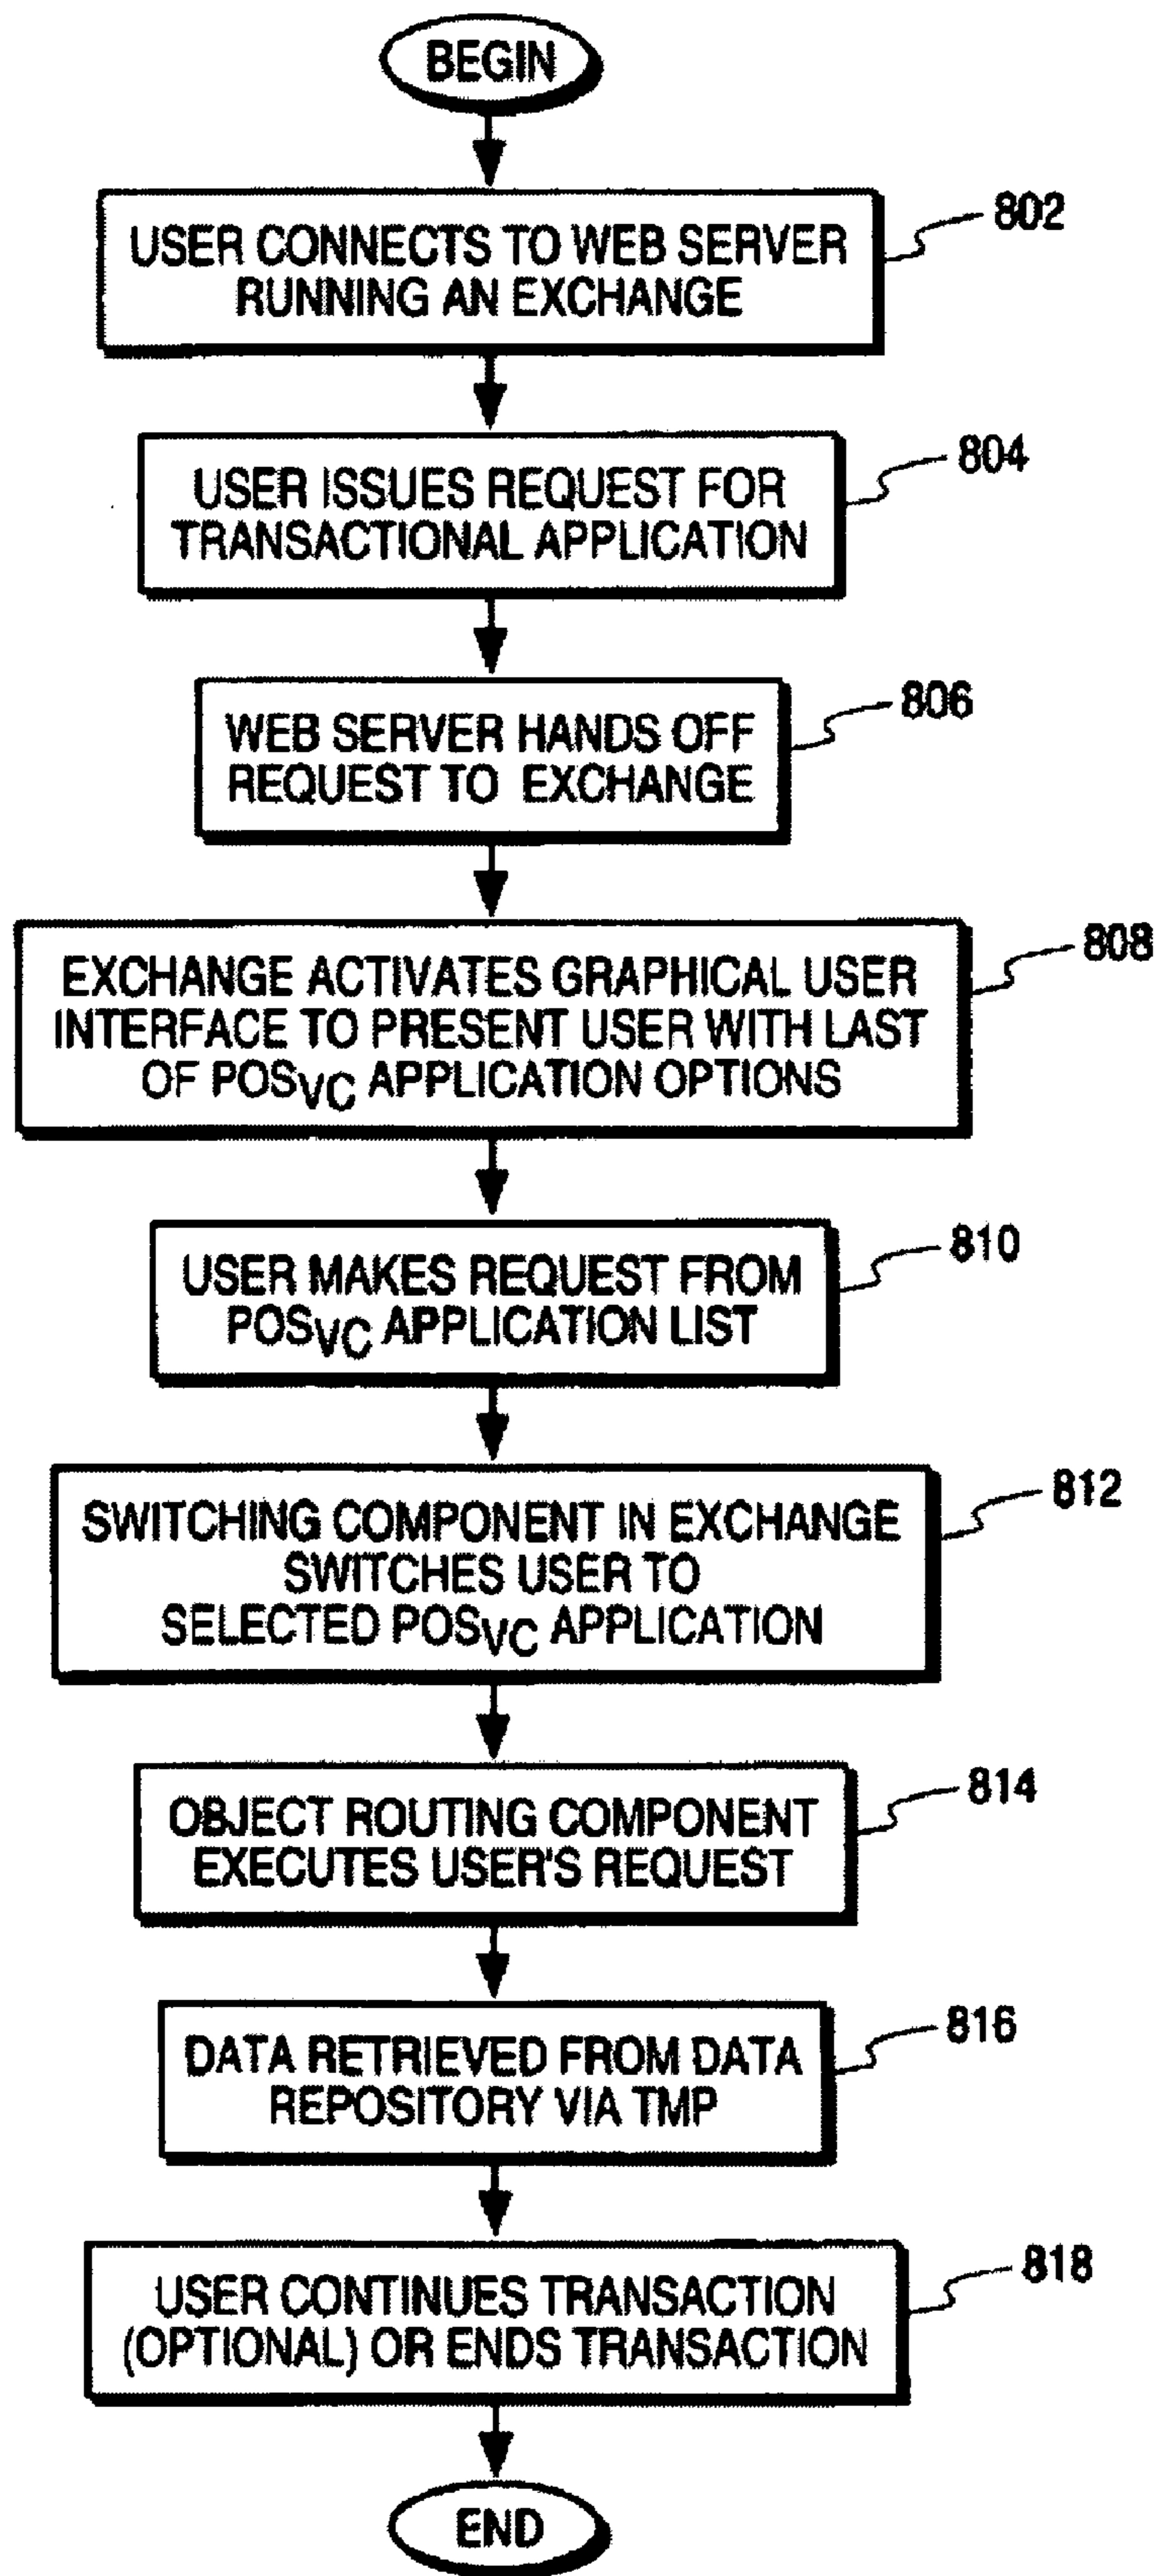 BEGIN
USER CONNECTS TO WEB SERVER
RUNNING AN EXCHANGE
802
USER ISSUES REQUEST FOR
TRANSACTIONAL APPLICATION
804
WEB SERVER HANDS OFF
REQUEST TO EXCHANGE
806
EXCHANGE ACTIVATES GRAPHICAL USER
INTERFACE TO PRESENT USER WITH LAST
OF POSVC APPLICATION OPTIONS
808
USER MAKES REQUEST FROM
POSVC APPLICATION LIST
810
SWITCHING COMPONENT IN EXCHANGE
SWITCHES USER TO
SELECTED POSVC APPLICATION
812
OBJECT ROUTING COMPONENT
EXECUTES USER'S REQUEST
814
DATA RETRIEVED FROM DATA
REPOSITORY VIA TMP
816
USER CONTINUES TRANSACTION
(OPTIONAL) OR ENDS TRANSACTION
818
END